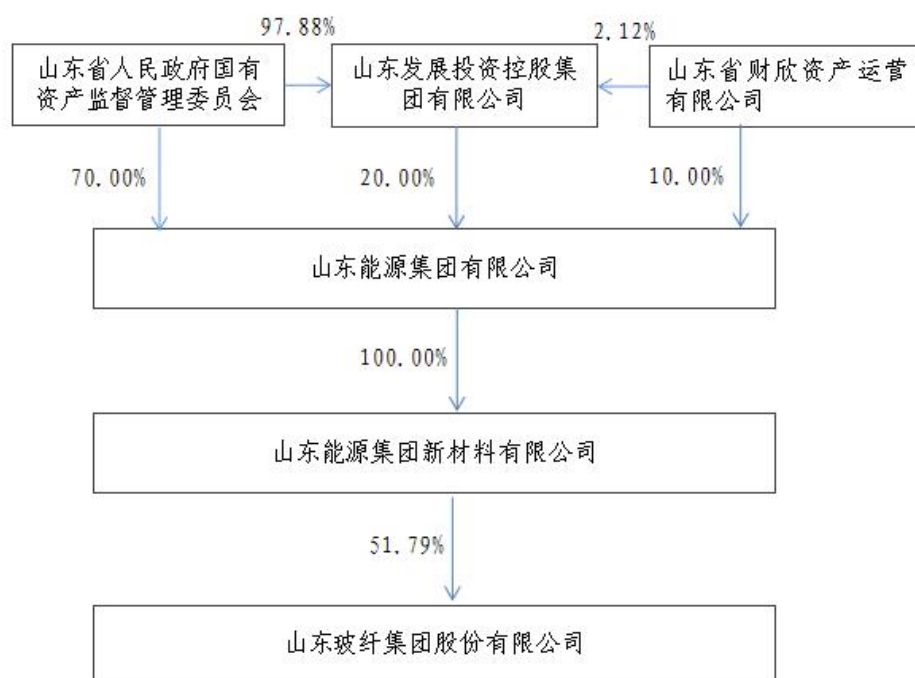 97.88%
2.12%
山东省人民政府国有
资产监督管理委员会
山东发展投资控股集
团有限公司
山东省财欣资产运营
有限公司
70.00%
20.00%
10.00%
山东能源集团有限公司
100.00%
山东能源集团新材料有限公司
51.79%
山东玻纤集团股份有限公司